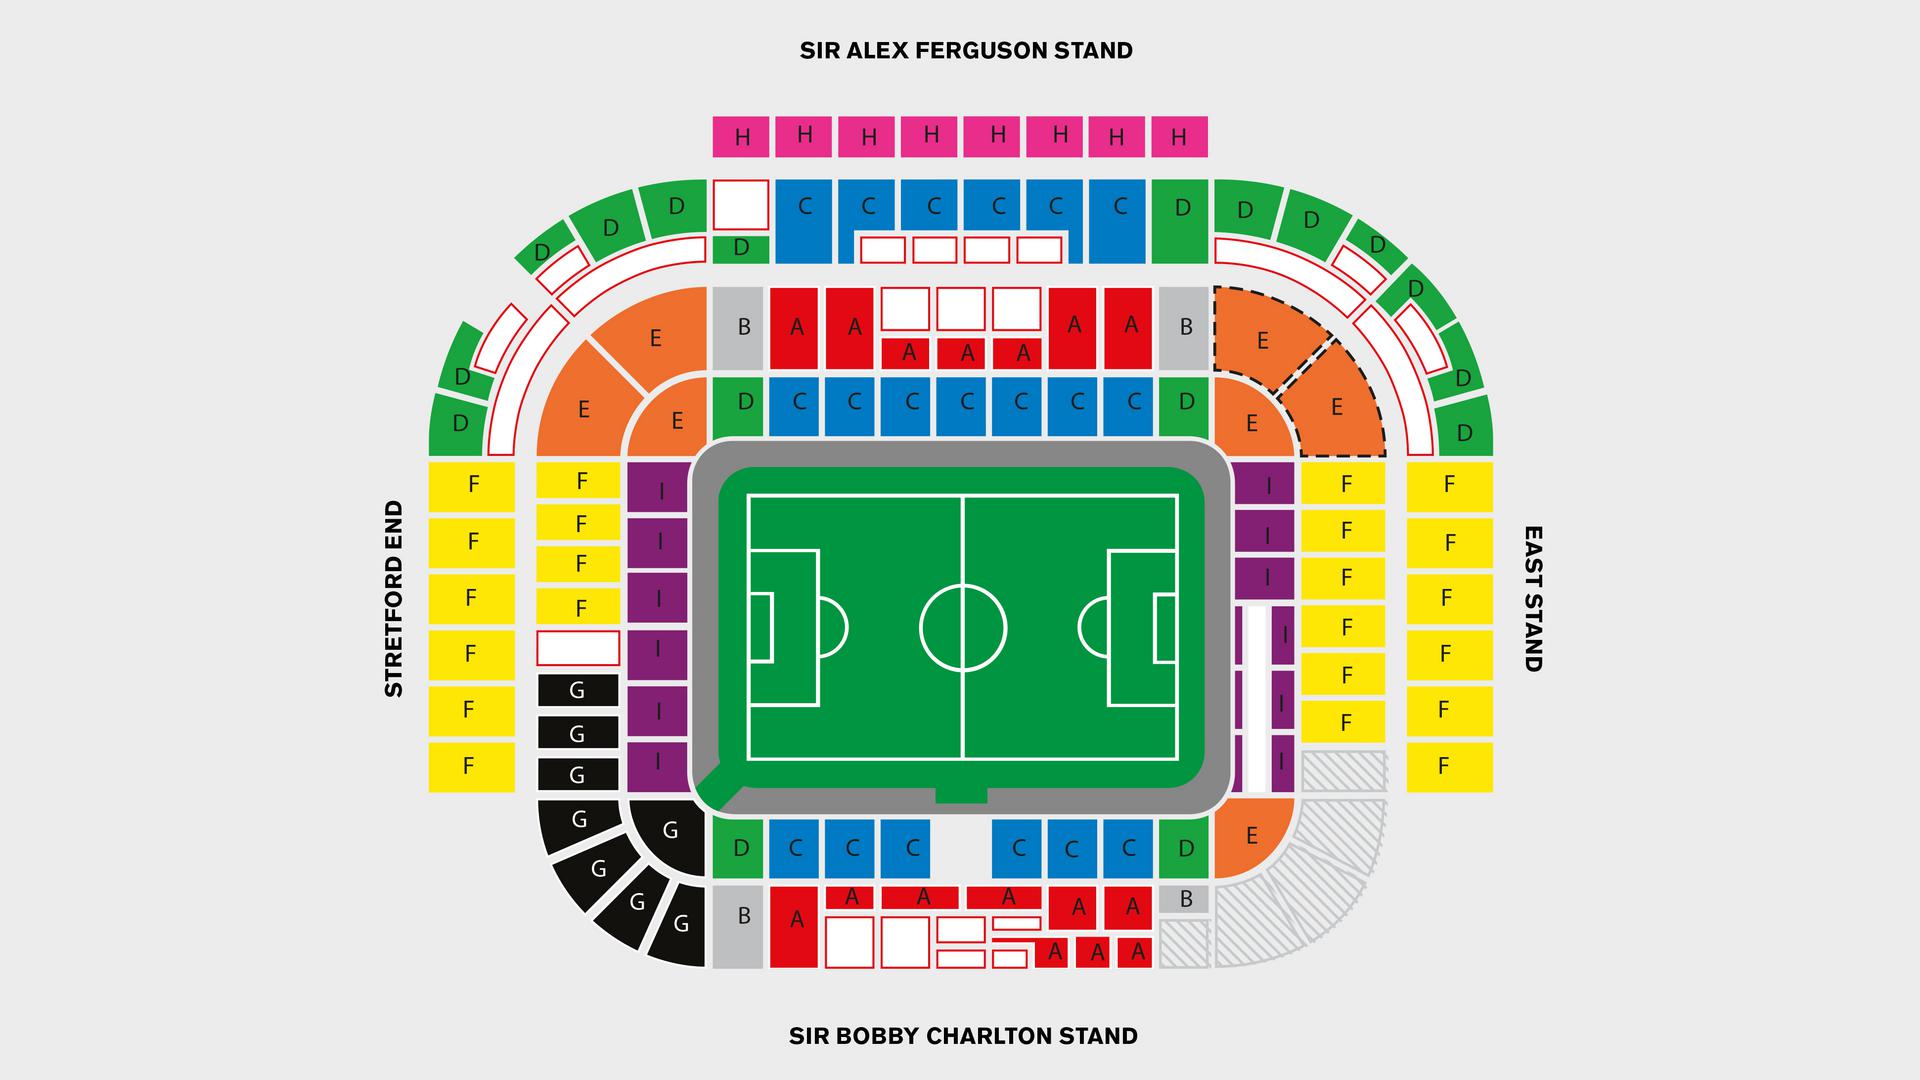 SIR ALEX FERGUSON STAND
H H H H H H H H
D D D C C C C C C D D D D
D D D
D
E B A A A A A A A B E
D D
E E D C C C C C C C D E E
D D
F F I I F F
F F I I F F
F F I I F F
F F I I F F
F G I I F F
F G I I F F
G
G G D C C C C C C D E
G G G B A A A A A A B
A A A
STRETFORD END
EAST STAND
SIR BOBBY CHARLTON STAND